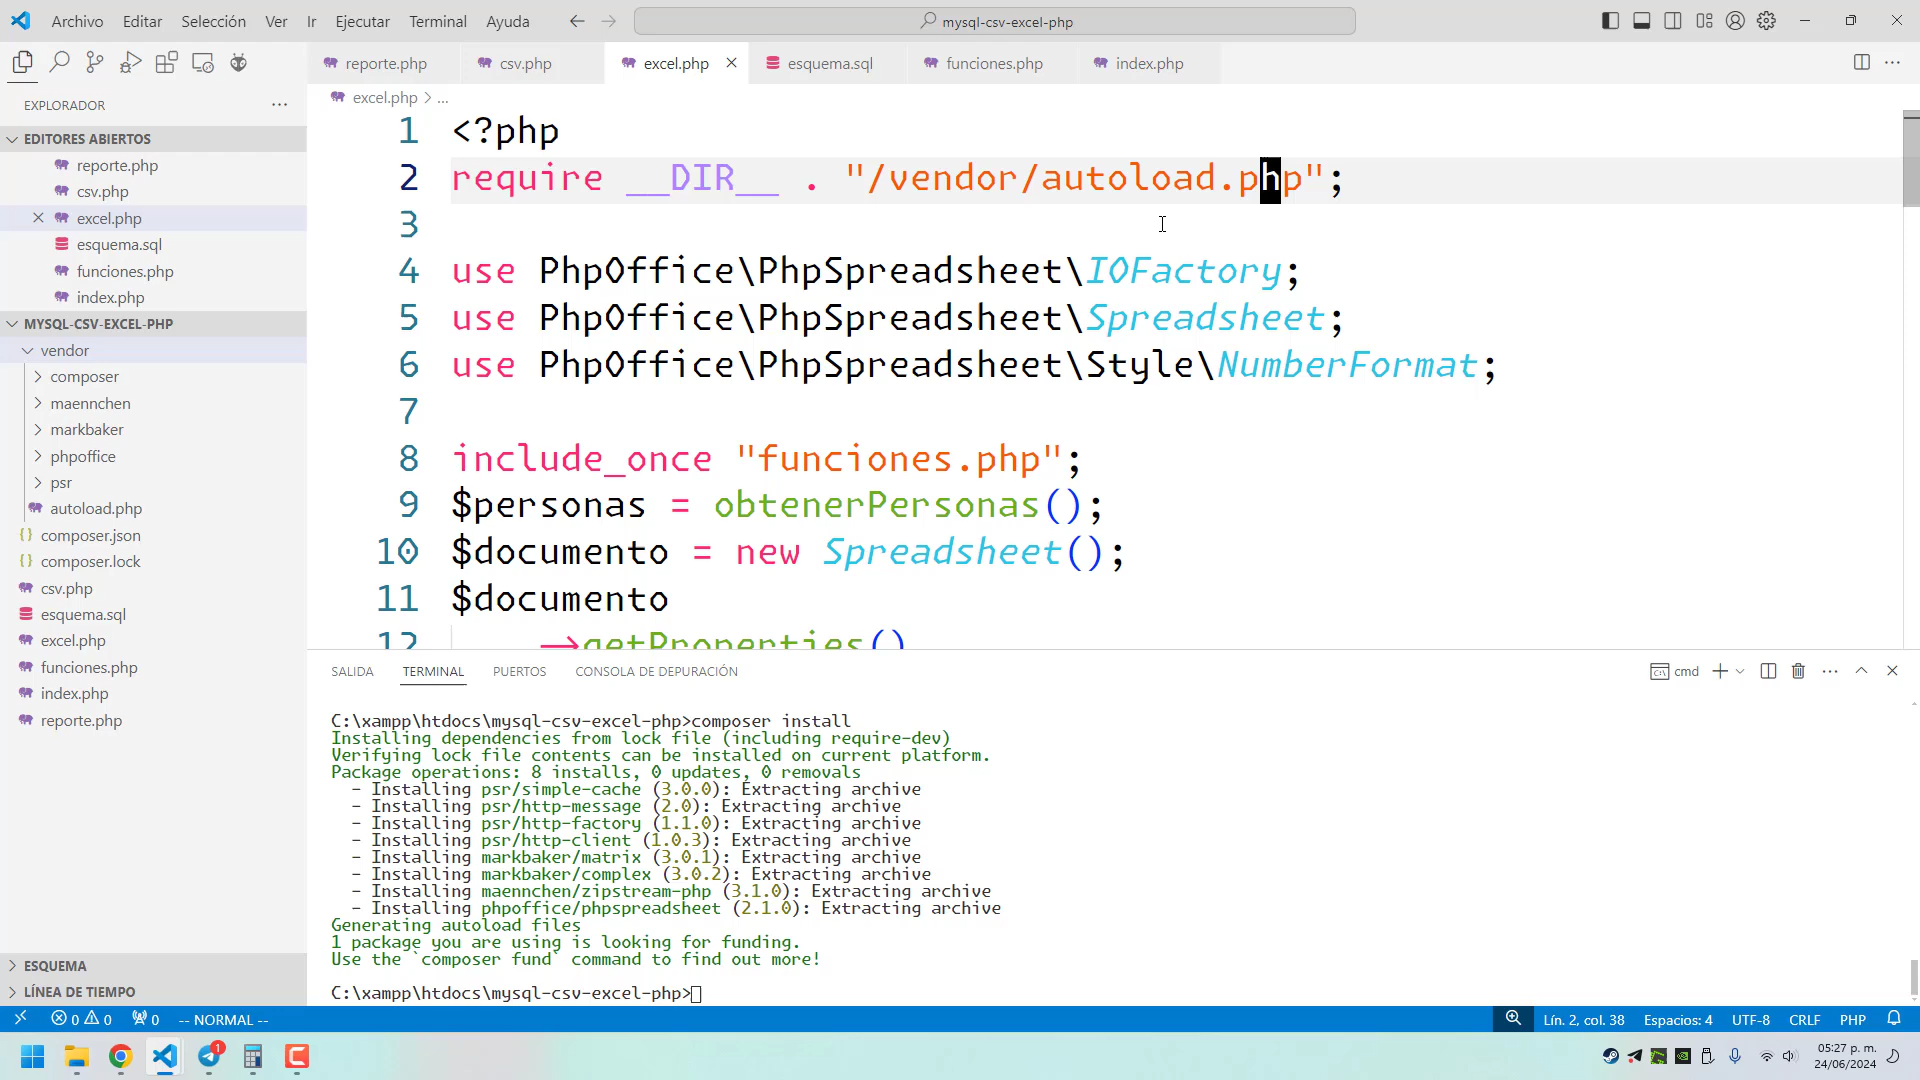 Archivo Editar Selección Ver Ir Ejecutar Terminal Ayuda mysql-csv-excel-php
EXPLORADOR
EDITORES ABIERTOS
reporte.php
csv.php
excel.php
esquema.sql
funciones.php
index.php
MYSQL-CSV-EXCEL-PHP
vendor
composer
maennchen
markbaker
phpoffice
psr
autoload.php
composer.json
composer.lock
csv.php
esquema.sql
excel.php
funciones.php
index.php
reporte.php
ESQUEMA
LÍNEA DE TIEMPO
reporte.php csv.php excel.php esquema.sql funciones.php index.php
excel.php > ...
1 <?php
2 require __DIR__ . "/vendor/autoload.php";
3
4 use PhpOffice\PhpSpreadsheet\IOFactory;
5 use PhpOffice\PhpSpreadsheet\Spreadsheet;
6 use PhpOffice\PhpSpreadsheet\Style\NumberFormat;
7
8 include_once "funciones.php";
9 $personas = obtenerPersonas();
10 $documento = new Spreadsheet();
11 $documento
12 ->getProperties()
SALIDA TERMINAL PUERTOS CONSOLA DE DEPURACIÓN cmd
C:\xampp\htdocs\mysql-csv-excel-php>composer install
Installing dependencies from lock file (including require-dev)
Verifying lock file contents can be installed on current platform.
Package operations: 8 installs, 0 updates, 0 removals
- Installing psr/simple-cache (3.0.0): Extracting archive
- Installing psr/http-message (2.0): Extracting archive
- Installing psr/http-factory (1.1.0): Extracting archive
- Installing psr/http-client (1.0.3): Extracting archive
- Installing markbaker/matrix (3.0.1): Extracting archive
- Installing markbaker/complex (3.0.2): Extracting archive
- Installing maennchen/zipstream-php (3.1.0): Extracting archive
- Installing phpoffice/phpspreadsheet (2.1.0): Extracting archive
Generating autoload files
1 package you are using is looking for funding.
Use the `composer fund` command to find out more!
C:\xampp\htdocs\mysql-csv-excel-php>
0 0 0 -- NORMAL -- Lín. 2, col. 38 Espacios: 4 UTF-8 CRLF PHP
1
05:27 p. m.
24/06/2024